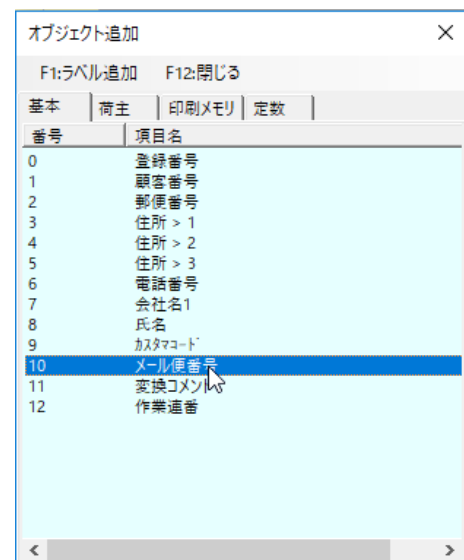 オブジェクト追加
F1:ラベル追加 F12:閉じる
基本 荷主 印刷メモリ 定数
番号 項目名
0 登録番号
1 顧客番号
2 郵便番号
3 住所 > 1
4 住所 > 2
5 住所 > 3
6 電話番号
7 会社名1
8 氏名
9 ｶｽﾀﾏｺｰﾄﾞ
10 メール便番号
11 変換コメント
12 作業連番